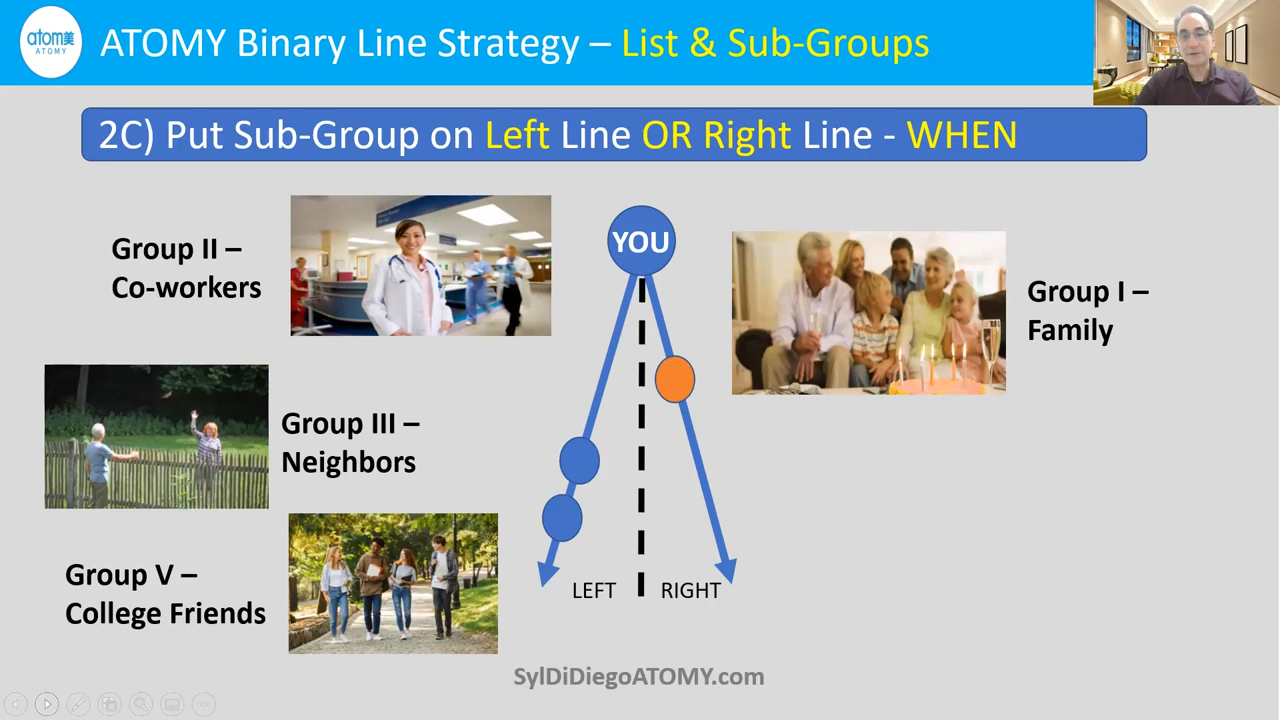 atom美
ATOMY
ATOMY Binary Line Strategy – List & Sub-Groups
2C) Put Sub-Group on Left Line OR Right Line - WHEN
Group II –
Co-workers
YOU
Group I –
Family
Group III –
Neighbors
Group V –
College Friends
LEFT
RIGHT
SylDiDiegoATOMY.com